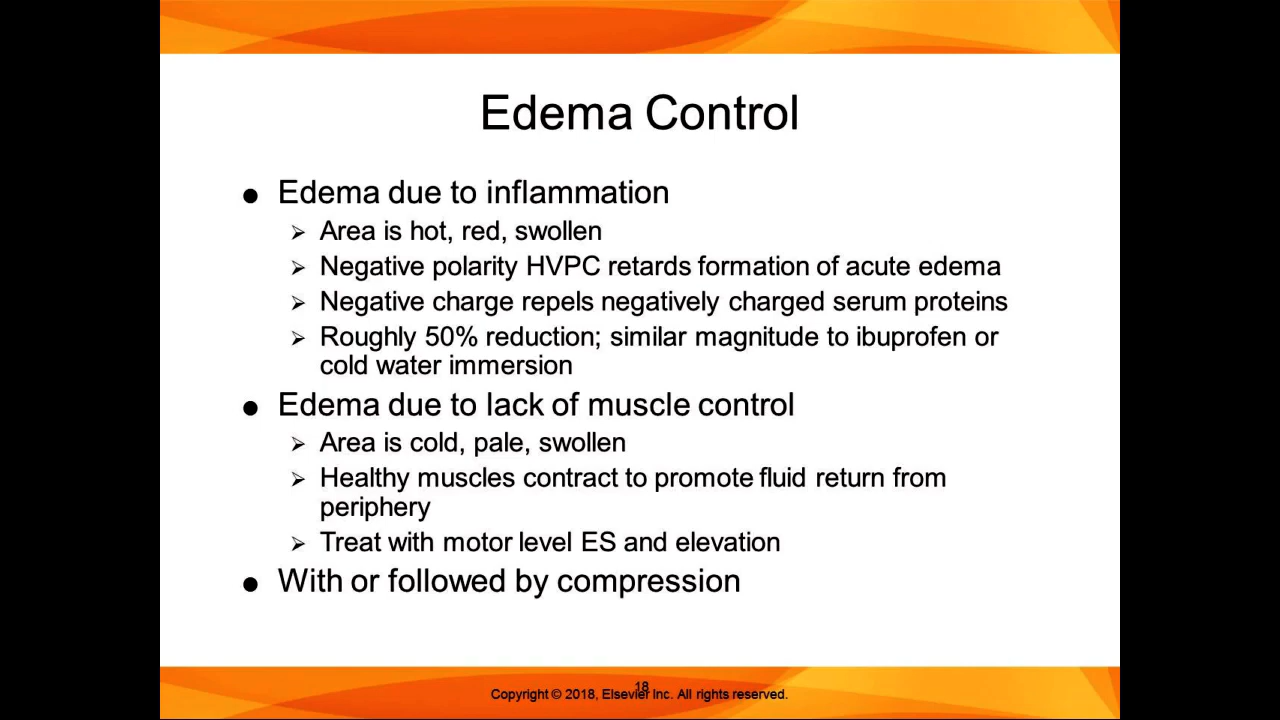 Edema Control
● Edema due to inflammation
➢ Area is hot, red, swollen
➢ Negative polarity HVPC retards formation of acute edema
➢ Negative charge repels negatively charged serum proteins
➢ Roughly 50% reduction; similar magnitude to ibuprofen or
cold water immersion
● Edema due to lack of muscle control
➢ Area is cold, pale, swollen
➢ Healthy muscles contract to promote fluid return from
periphery
➢ Treat with motor level ES and elevation
● With or followed by compression
18
Copyright © 2018, Elsevier Inc. All rights reserved.